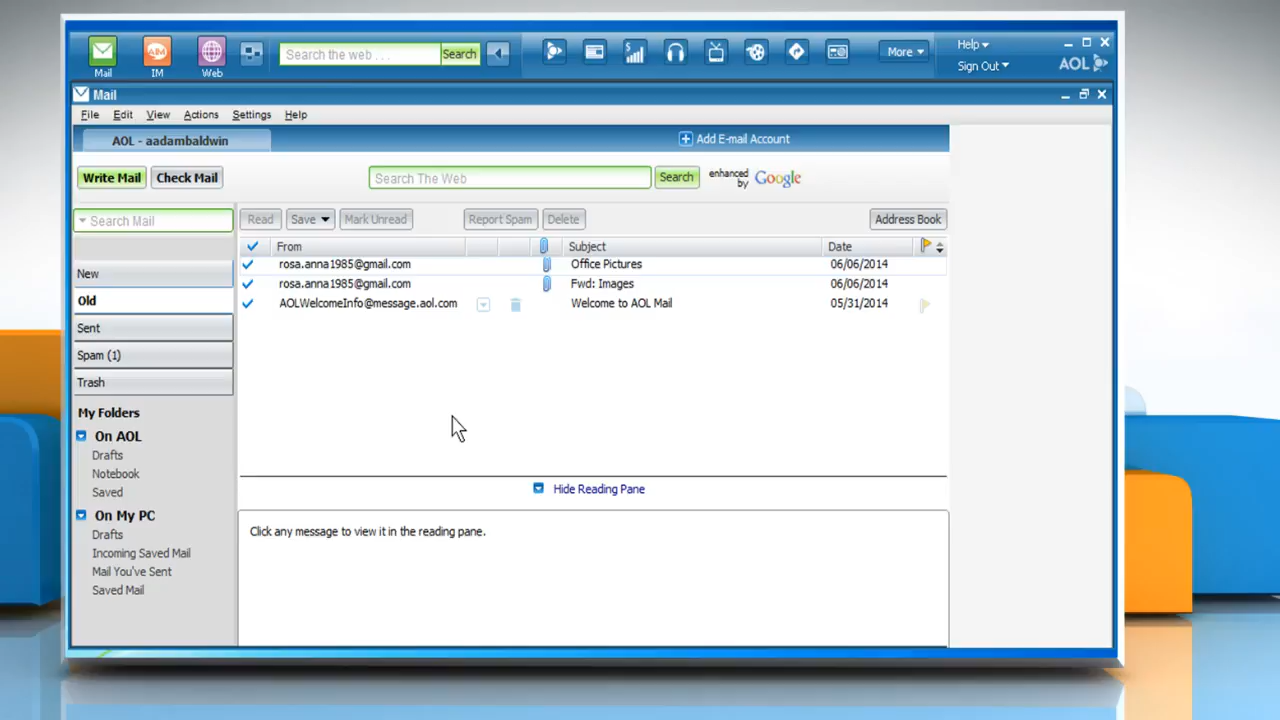 Mail
IM
Web
Search the web . . .
Search
More
Help
Sign Out
AOL
Mail
File Edit View Actions Settings Help
AOL - aadambaldwin
Add E-mail Account
Write Mail Check Mail
Search The Web
Search
enhanced by Google
Search Mail
Read Save Mark Unread Report Spam Delete Address Book
From Subject Date
rosa.anna1985@gmail.com Office Pictures 06/06/2014
rosa.anna1985@gmail.com Fwd: Images 06/06/2014
AOLWelcomeInfo@message.aol.com Welcome to AOL Mail 05/31/2014
New
Old
Sent
Spam (1)
Trash
My Folders
On AOL
Drafts
Notebook
Saved
On My PC
Drafts
Incoming Saved Mail
Mail You've Sent
Saved Mail
Hide Reading Pane
Click any message to view it in the reading pane.